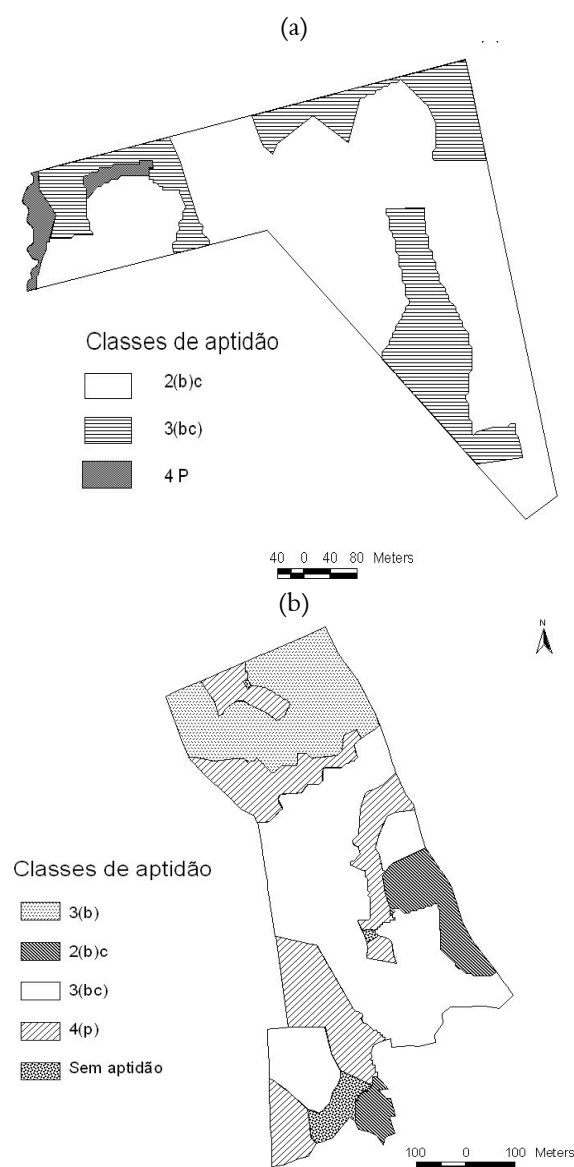 (a)
Classes de aptidão
2(b)c
3(bc)
4 P
40 0 40 80 Meters
(b)
N
Classes de aptidão
3(b)
2(b)c
3(bc)
4(p)
Sem aptidão
100 0 100 Meters